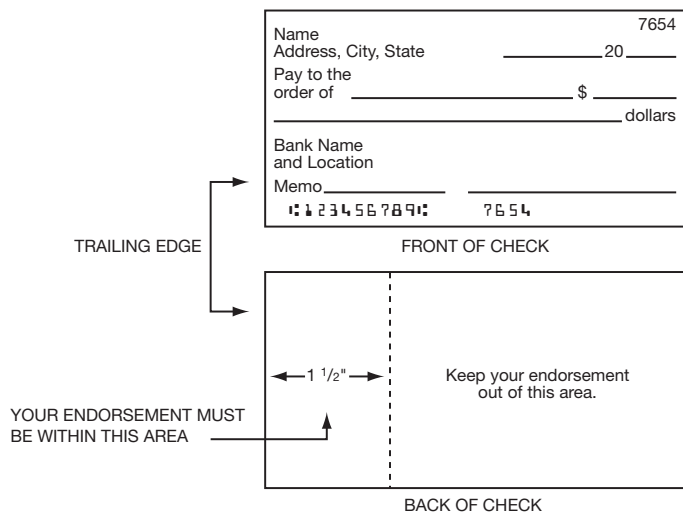 7654
Name
Address, City, State 20
Pay to the
order of $
dollars
Bank Name
and Location
Memo
⑆123456789⑆ 7654
TRAILING EDGE
FRONT OF CHECK
1 1/2"
Keep your endorsement
out of this area.
YOUR ENDORSEMENT MUST
BE WITHIN THIS AREA
BACK OF CHECK